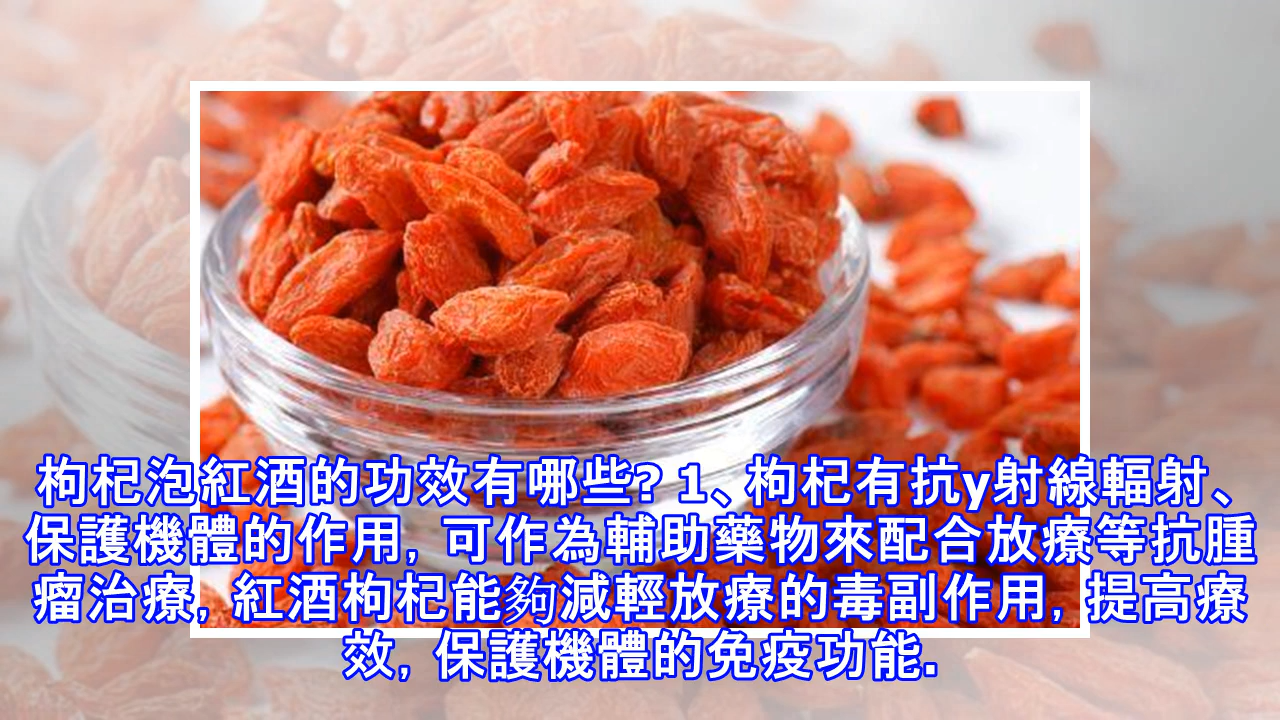 枸杞泡紅酒的功效有哪些? 1、枸杞有抗y射線輻射、
保護機體的作用, 可作為輔助藥物來配合放療等抗腫
瘤治療, 紅酒枸杞能夠減輕放療的毒副作用, 提高療
效, 保護機體的免疫功能.